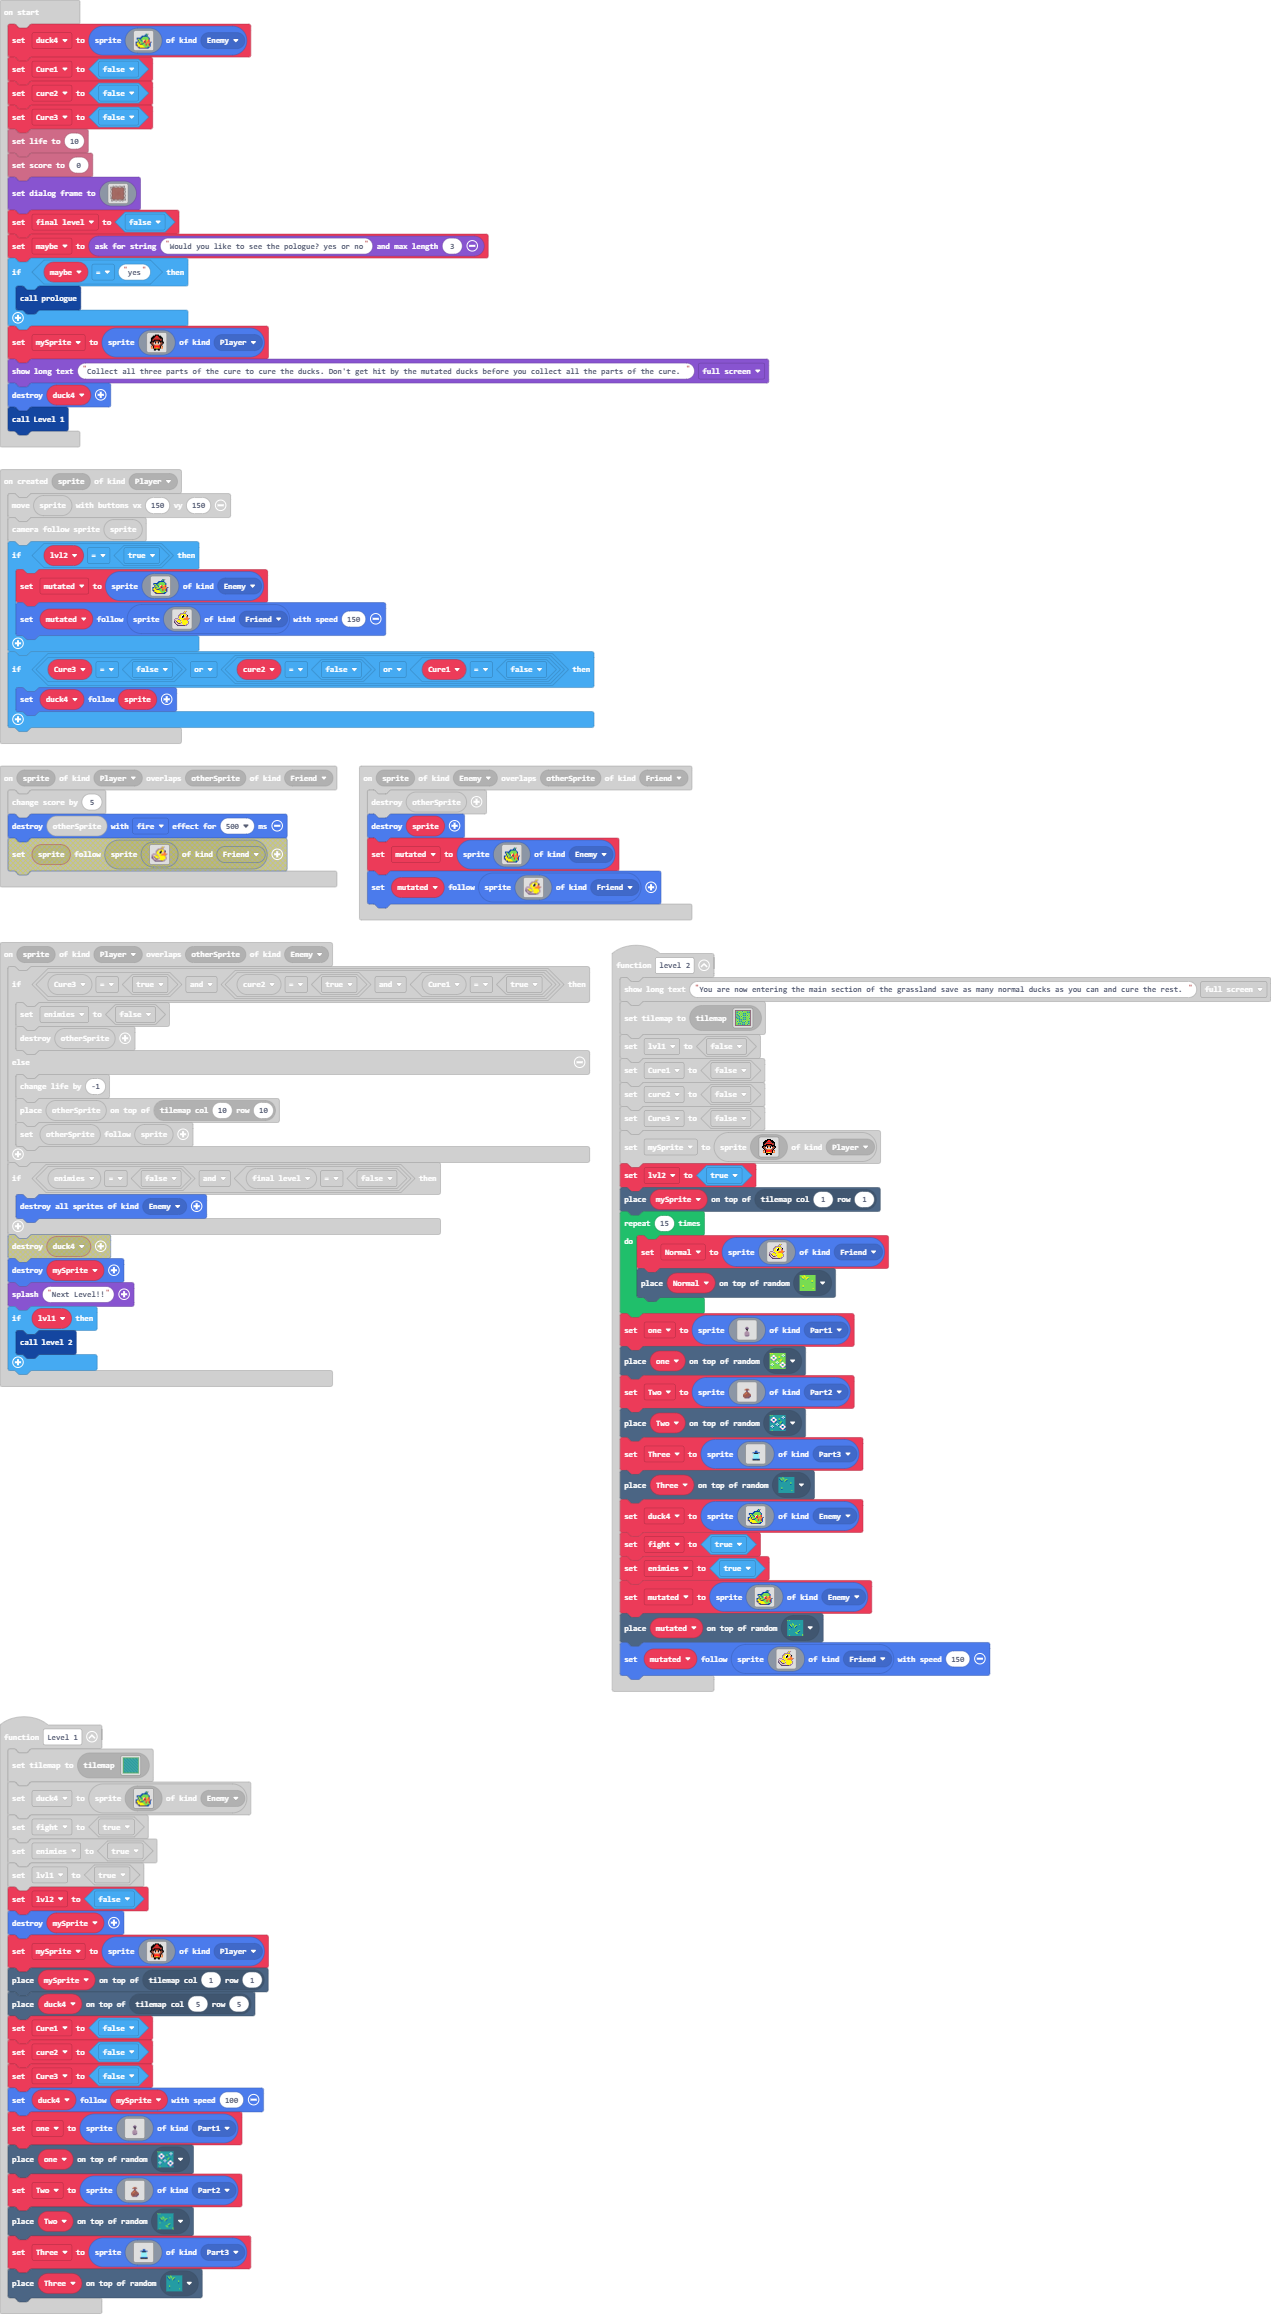 on start
set duck4 to sprite of kind Enemy
set Cure1 to false
set cure2 to false
set Cure3 to false
set life to 10
set score to 0
set dialog frame to
set final level to false
set maybe to ask for string "Would you like to see the pologue? yes or no" and max length 3
if maybe = "yes" then
call prologue
set mySprite to sprite of kind Player
show long text "Collect all three parts of the cure to cure the ducks. Don't get hit by the mutated ducks before you collect all the parts of the cure. " full screen
destroy duck4
call Level 1
on created sprite of kind Player
move sprite with buttons vx 150 vy 150
camera follow sprite sprite
if lvl2 = true then
set mutated to sprite of kind Enemy
set mutated follow sprite of kind Friend with speed 150
if Cure3 = false or cure2 = false or Cure1 = false then
set duck4 follow sprite
on sprite of kind Player overlaps otherSprite of kind Friend
change score by 5
destroy otherSprite with fire effect for 500 ms
set sprite follow sprite of kind Friend
on sprite of kind Enemy overlaps otherSprite of kind Friend
destroy otherSprite
destroy sprite
set mutated to sprite of kind Enemy
set mutated follow sprite of kind Friend
on sprite of kind Player overlaps otherSprite of kind Enemy
if Cure3 = true and cure2 = true and Cure1 = true then
set enimies to false
destroy otherSprite
else
change life by -1
place otherSprite on top of tilemap col 10 row 10
set otherSprite follow sprite
if enimies = false and final level = false then
destroy all sprites of kind Enemy
destroy duck4
destroy mySprite
splash "Next Level!!"
if lvl1 then
call level 2
function level 2
show long text "You are now entering the main section of the grassland save as many normal ducks as you can and cure the rest. " full screen
set tilemap to tilemap
set lvl1 to false
set Cure1 to false
set cure2 to false
set Cure3 to false
set mySprite to sprite of kind Player
set lvl2 to true
place mySprite on top of tilemap col 1 row 1
repeat 15 times
do
set Normal to sprite of kind Friend
place Normal on top of random
set one to sprite of kind Part1
place one on top of random
set Two to sprite of kind Part2
place Two on top of random
set Three to sprite of kind Part3
place Three on top of random
set duck4 to sprite of kind Enemy
set fight to true
set enimies to true
set mutated to sprite of kind Enemy
place mutated on top of random
set mutated follow sprite of kind Friend with speed 150
function Level 1
set tilemap to tilemap
set duck4 to sprite of kind Enemy
set fight to true
set enimies to true
set lvl1 to true
set lvl2 to false
destroy mySprite
set mySprite to sprite of kind Player
place mySprite on top of tilemap col 1 row 1
place duck4 on top of tilemap col 5 row 5
set Cure1 to false
set cure2 to false
set Cure3 to false
set duck4 follow mySprite with speed 100
set one to sprite of kind Part1
place one on top of random
set Two to sprite of kind Part2
place Two on top of random
set Three to sprite of kind Part3
place Three on top of random